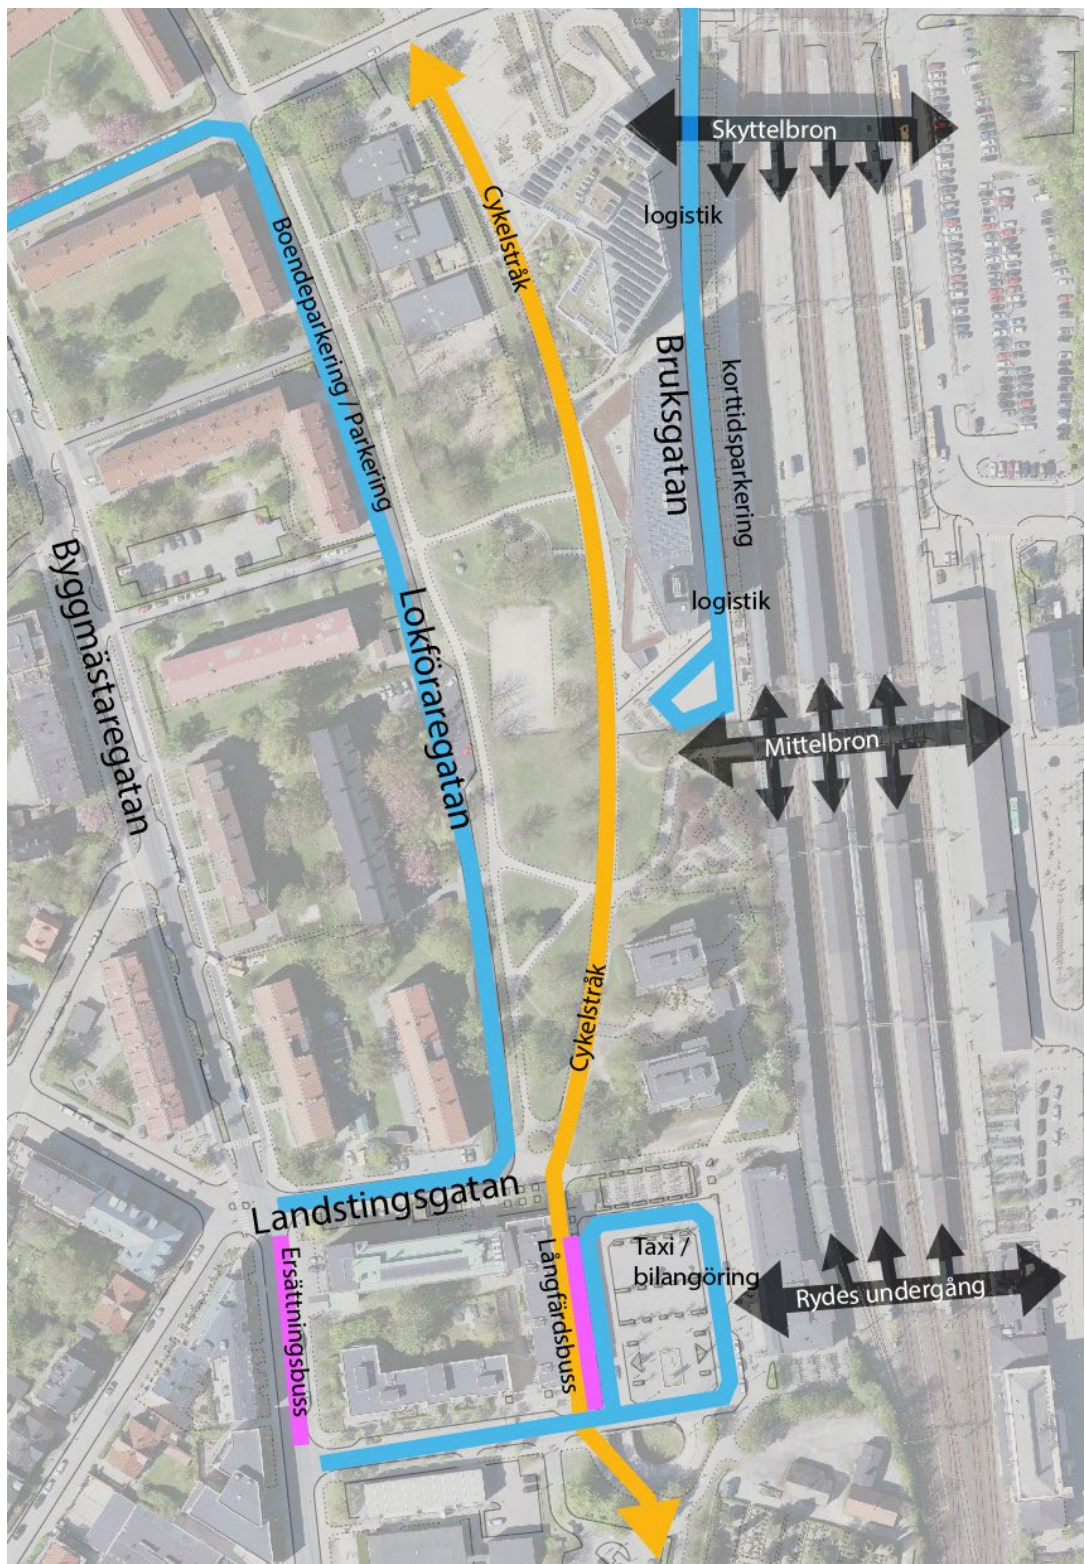 Skyttelbron
logistik
Cykelstråk
Boendeparkering / Parkering
Bruksgatan
korttidsparkering
logistik
Byggmästaregatan
Lokföraregatan
Mittelbron
Cykelstråk
Landstingsgatan
Ersättningsbuss
Långfärdsbuss
Taxi /
bilangöring
Rydes undergång